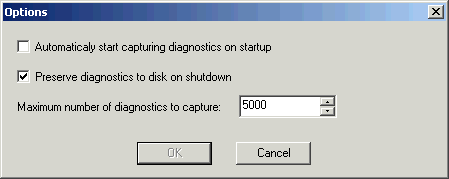 Options
Automaticaly start capturing diagnostics on startup
Preserve diagnostics to disk on shutdown
Maximum number of diagnostics to capture: 5000
OK Cancel